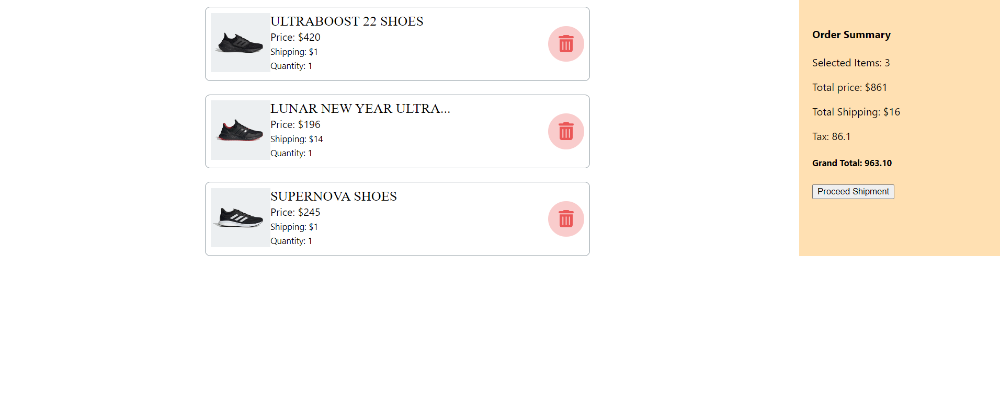 ULTRABOOST 22 SHOES
Price: $420
Shipping: $1
Quantity: 1
LUNAR NEW YEAR ULTRA...
Price: $196
Shipping: $14
Quantity: 1
SUPERNOVA SHOES
Price: $245
Shipping: $1
Quantity: 1
Order Summary
Selected Items: 3
Total price: $861
Total Shipping: $16
Tax: 86.1
Grand Total: 963.10
Proceed Shipment